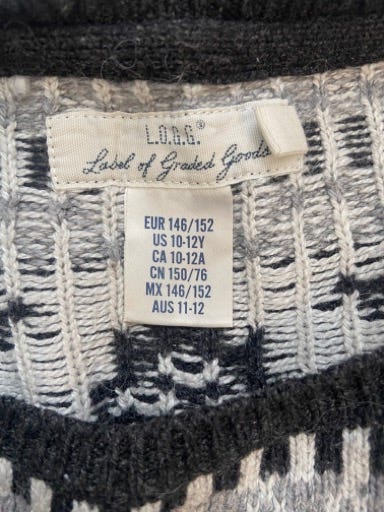 L.O.G.G.®
Label of Graded Goods
EUR 146/152
US 10-12Y
CA 10-12A
CN 150/76
MX 146/152
AUS 11-12